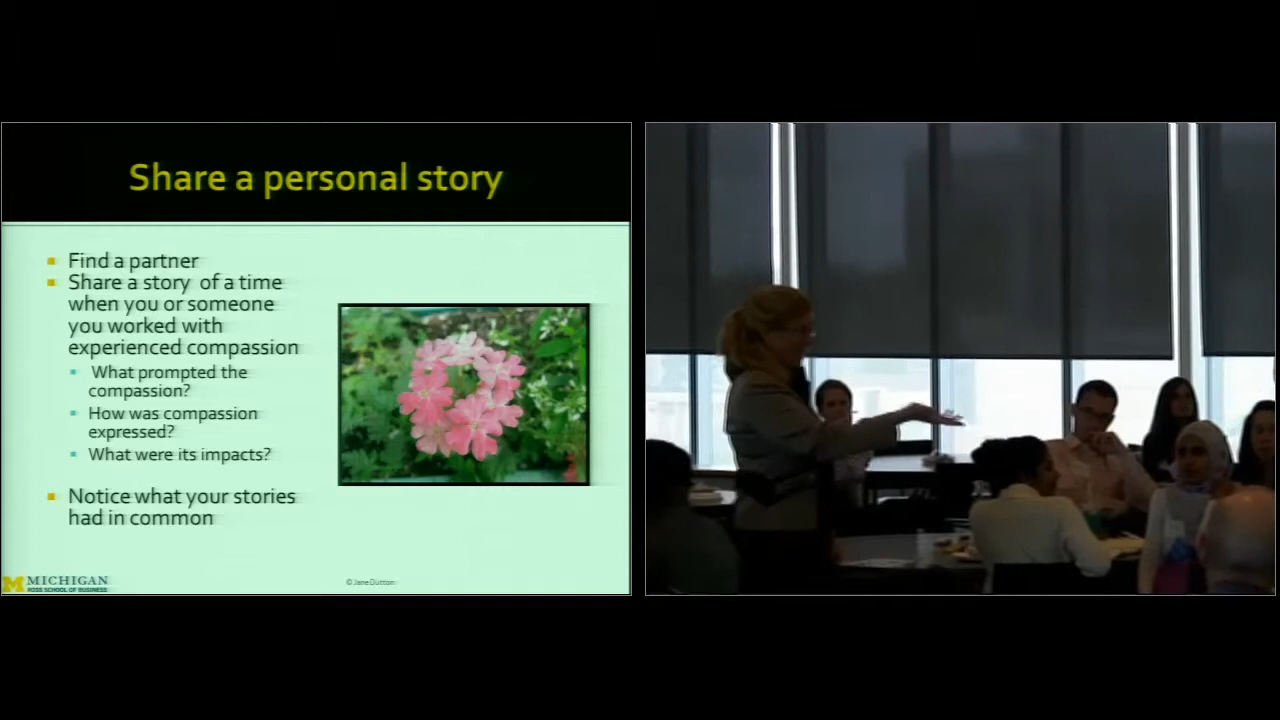 Share a personal story
Find a partner
Share a story of a time
when you or someone
you worked with
experienced compassion
What prompted the
compassion?
How was compassion
expressed?
What were its impacts?
Notice what your stories
had in common
MICHIGAN
ROSS SCHOOL OF BUSINESS
© Jane Dutton